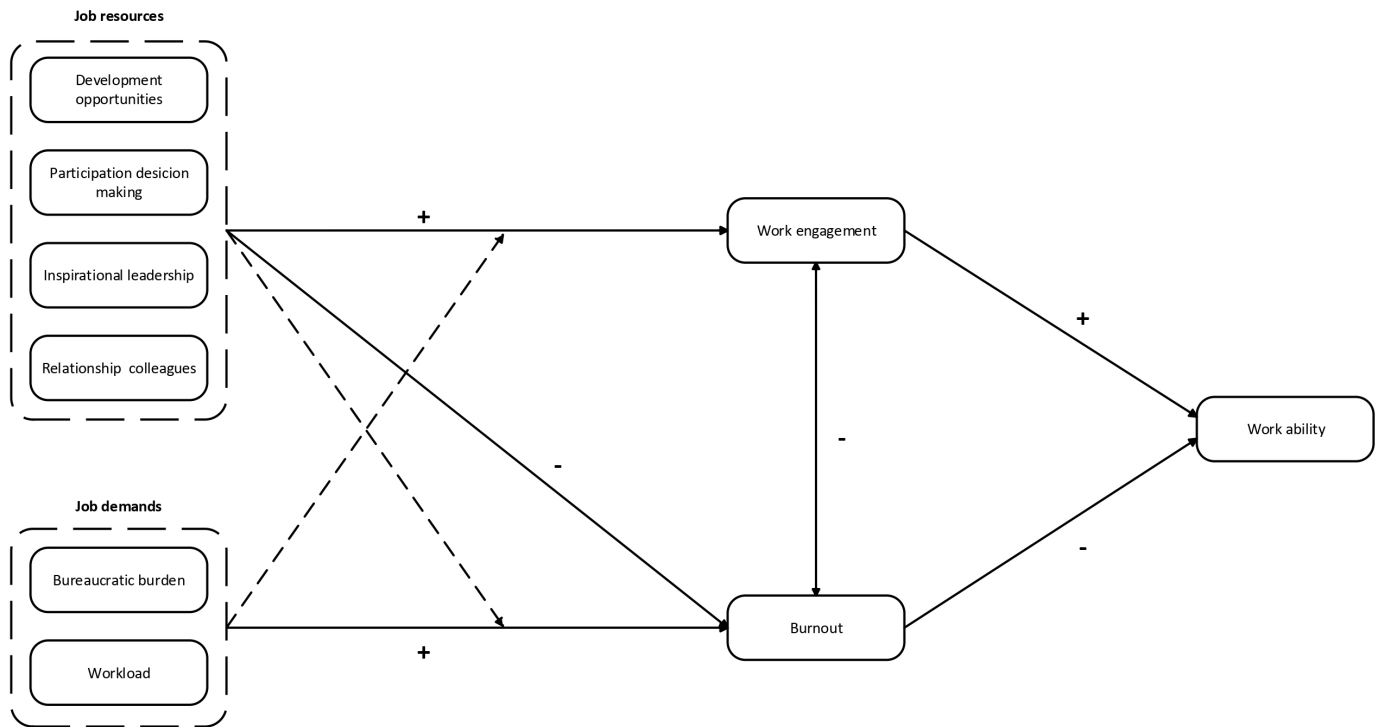 Job resources
Development
opportunities
Participation desicion
making
Inspirational leadership
Relationship colleagues
Job demands
Bureaucratic burden
Workload
+
-
+
Work engagement
-
Burnout
+
-
Work ability